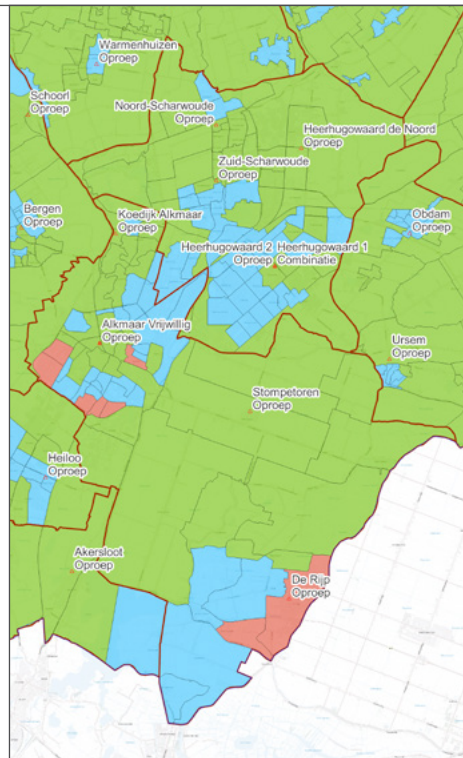 Warmenhuizen
Oproep
Schoorl
Oproep
Noord-Scharwoude
Oproep
Heerhugowaard de Noord
Oproep
Zuid-Scharwoude
Oproep
Bergen
Oproep
Koedijk Alkmaar
Oproep
Obdam
Oproep
Heerhugowaard 2
Oproep
Heerhugowaard 1
Combinatie
Alkmaar Vrijwillig
Oproep
Ursem
Oproep
Stompetoren
Oproep
Heiloo
Oproep
Akersloot
Oproep
De Rijp
Oproep